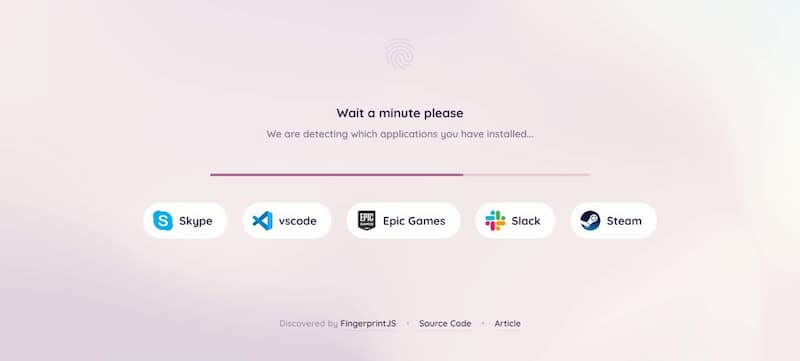 Wait a minute please
We are detecting which applications you have installed...
Skype vscode EPIC GAMES Epic Games Slack Steam
Discovered by FingerprintJS • Source Code • Article